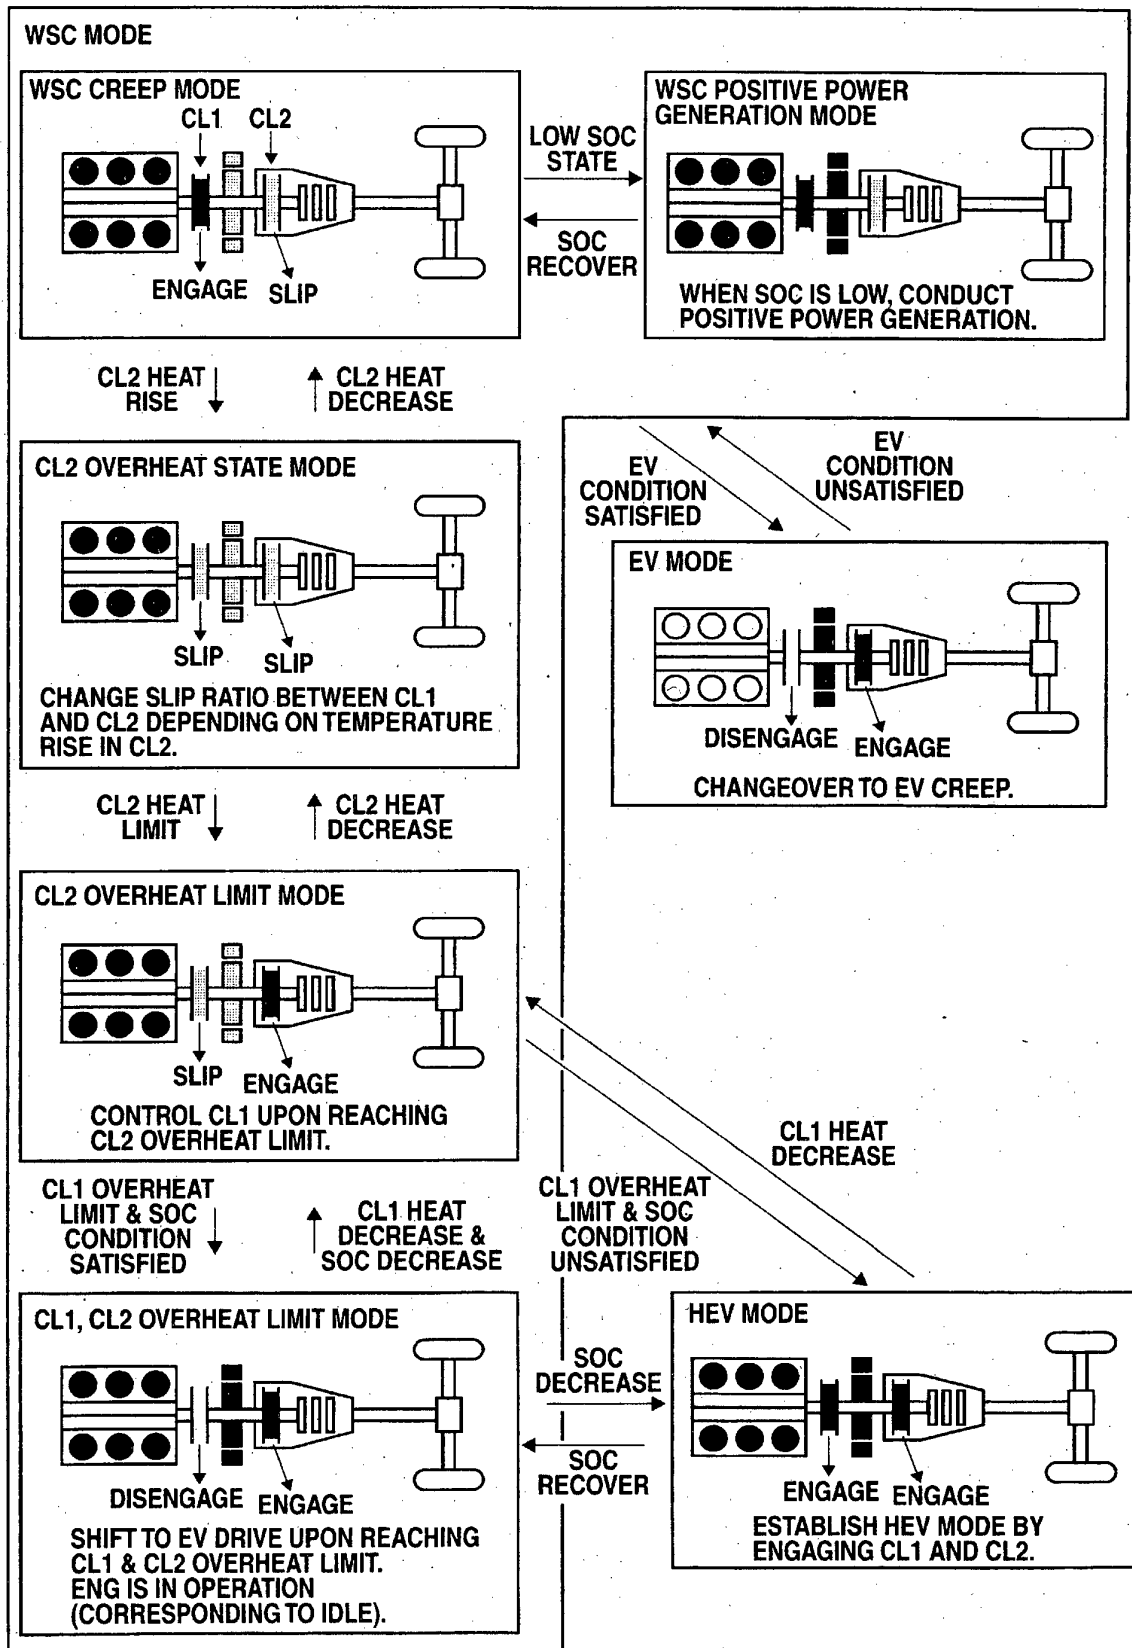 WSC MODE
WSC CREEP MODE
CL1
CL2
ENGAGE
SLIP
LOW SOC
STATE
SOC
RECOVER
WSC POSITIVE POWER
GENERATION MODE
WHEN SOC IS LOW, CONDUCT
POSITIVE POWER GENERATION.
CL2 HEAT
RISE
CL2 HEAT
DECREASE
EV
CONDITION
SATISFIED
EV
CONDITION
UNSATISFIED
CL2 OVERHEAT STATE MODE
SLIP
SLIP
CHANGE SLIP RATIO BETWEEN CL1
AND CL2 DEPENDING ON TEMPERATURE
RISE IN CL2.
EV MODE
DISENGAGE
ENGAGE
CHANGEOVER TO EV CREEP.
CL2 HEAT
LIMIT
CL2 HEAT
DECREASE
CL2 OVERHEAT LIMIT MODE
SLIP
ENGAGE
CONTROL CL1 UPON REACHING
CL2 OVERHEAT LIMIT.
CL1 HEAT
DECREASE
CL1 OVERHEAT
LIMIT & SOC
CONDITION
SATISFIED
CL1 HEAT
DECREASE &
SOC DECREASE
CL1 OVERHEAT
LIMIT & SOC
CONDITION
UNSATISFIED
CL1, CL2 OVERHEAT LIMIT MODE
DISENGAGE
ENGAGE
SHIFT TO EV DRIVE UPON REACHING
CL1 & CL2 OVERHEAT LIMIT.
ENG IS IN OPERATION
(CORRESPONDING TO IDLE).
SOC
DECREASE
SOC
RECOVER
HEV MODE
ENGAGE
ENGAGE
ESTABLISH HEV MODE BY
ENGAGING CL1 AND CL2.